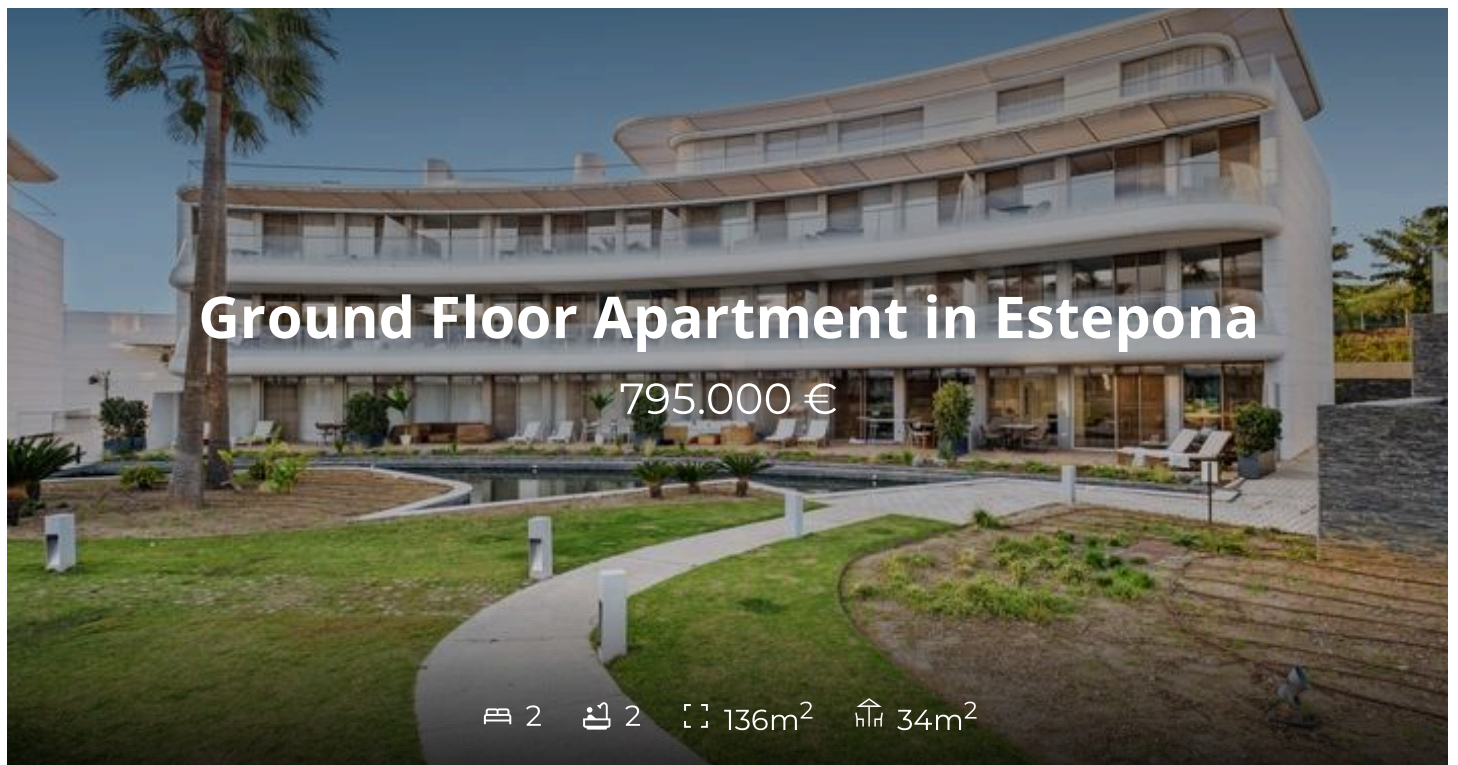 Ground Floor Apartment in Estepona
795.000 €
2 2 136m² 34m²